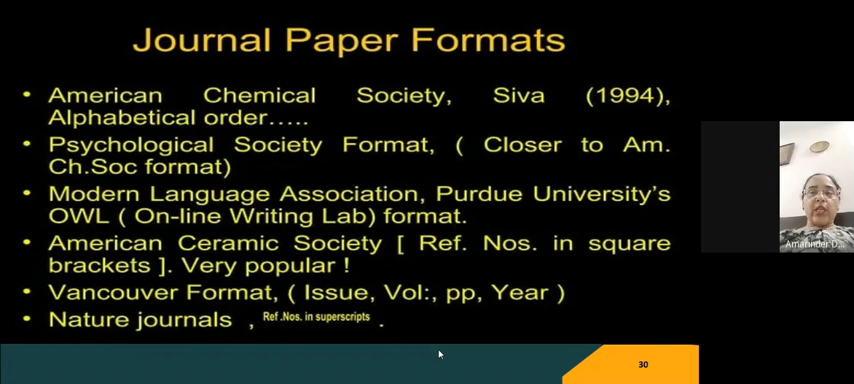 Journal Paper Formats
• American Chemical Society, Siva (1994),
Alphabetical order…..
• Psychological Society Format, ( Closer to Am.
Ch.Soc format)
• Modern Language Association, Purdue University's
OWL ( On-line Writing Lab) format.
• American Ceramic Society [ Ref. Nos. in square
brackets ]. Very popular !
• Vancouver Format, ( Issue, Vol:, pp, Year )
• Nature journals , Ref .Nos. in superscripts .
Amarinder D...
30